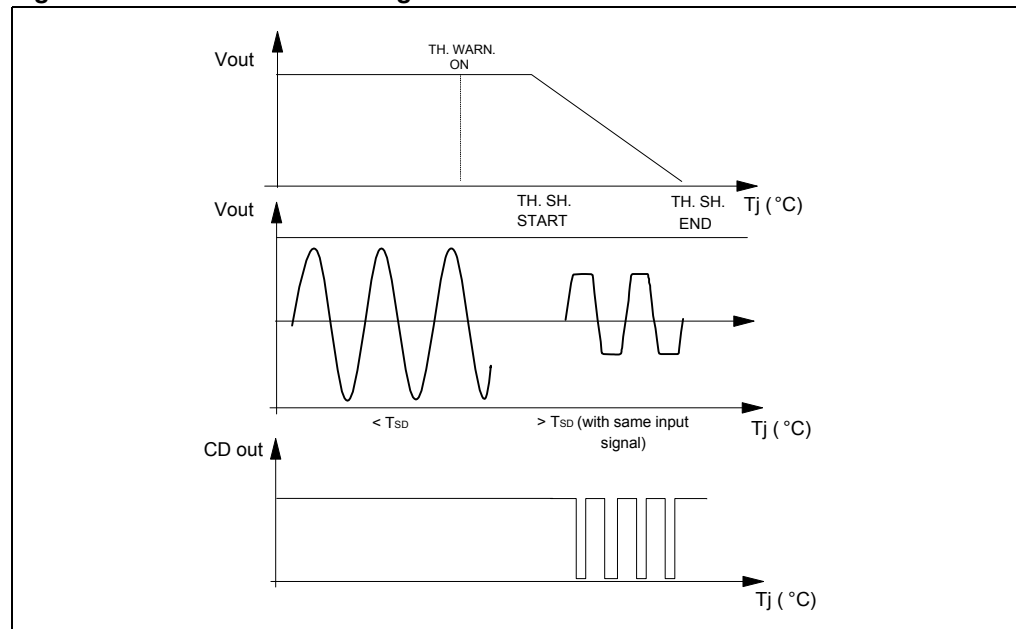 Vout
TH. WARN.
ON
TH. SH.
START
TH. SH.
END
Tj ( °C)
Vout
< TSD
> TSD (with same input
signal)
Tj ( °C)
CD out
Tj ( °C)